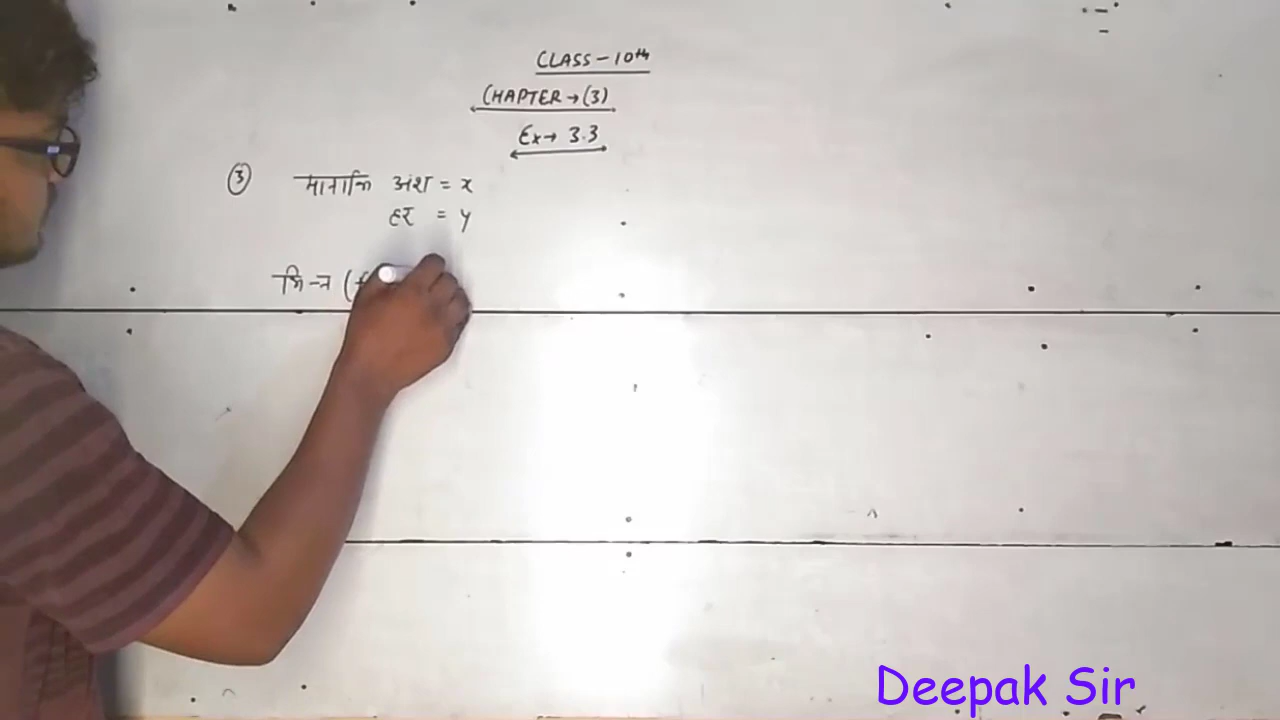 CLASS - 10th
CHAPTER → (3)
Ex → 3.3
③ मानाकि अंश = x
हर = y
भिन्न (
Deepak Sir